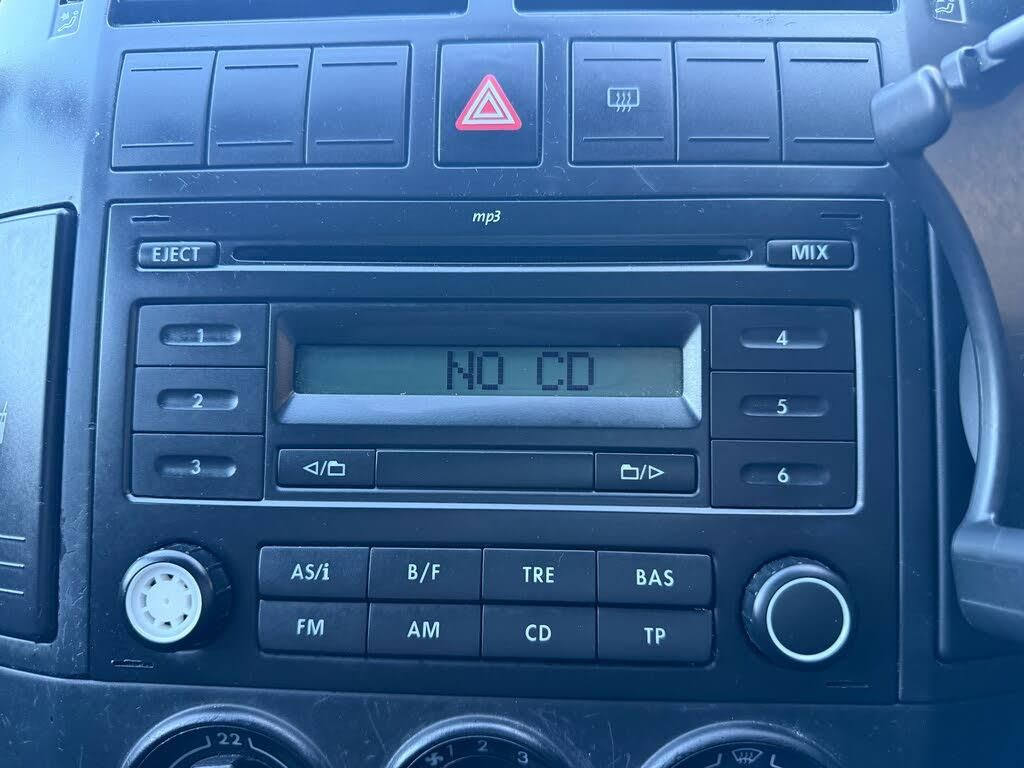 mp3
EJECT
MIX
1
NO CD
4
2
5
3
6
AS/i
B/F
TRE
BAS
FM
AM
CD
TP
22
1 2 3